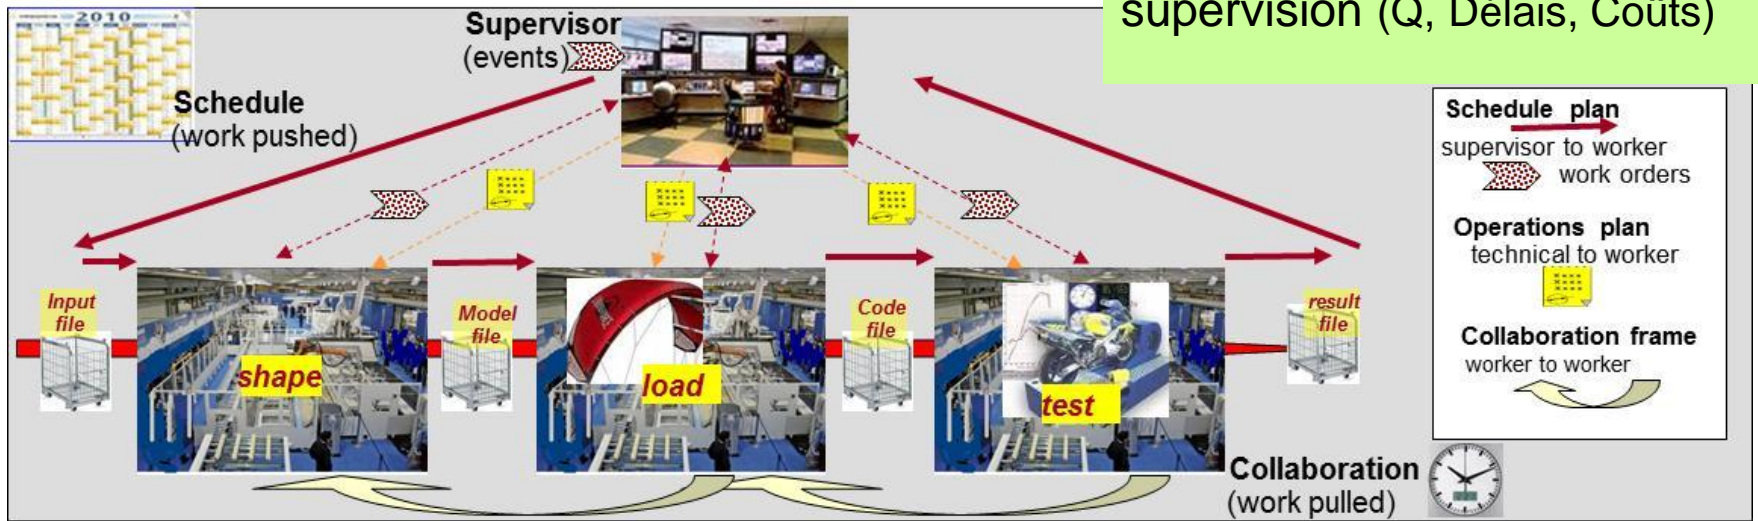 supervision (Q, Délais, Coûts)
2010
Schedule
(work pushed)
Supervisor
(events)
Input
file
shape
Model
file
load
Code
file
test
result
file
Collaboration
(work pulled)
Schedule plan
supervisor to worker
work orders
Operations plan
technical to worker
Collaboration frame
worker to worker